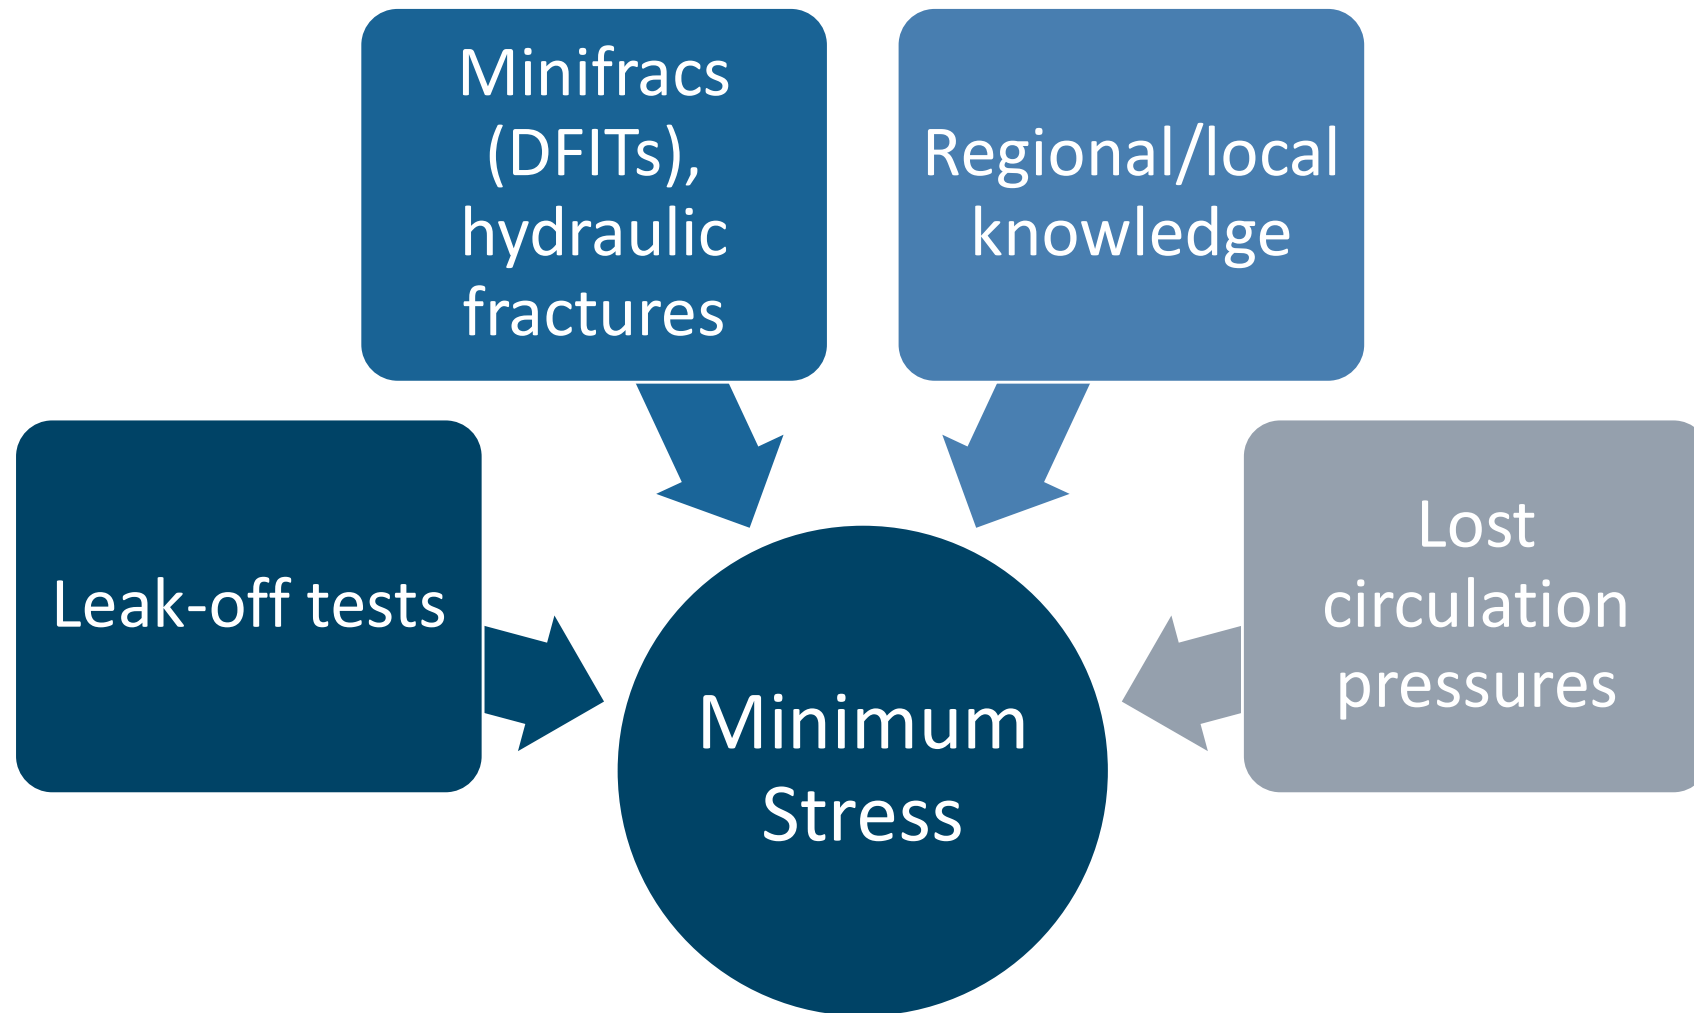 Minifracs
(DFITs),
hydraulic
fractures
Regional/local
knowledge
Leak-off tests
Lost
circulation
pressures
Minimum
Stress